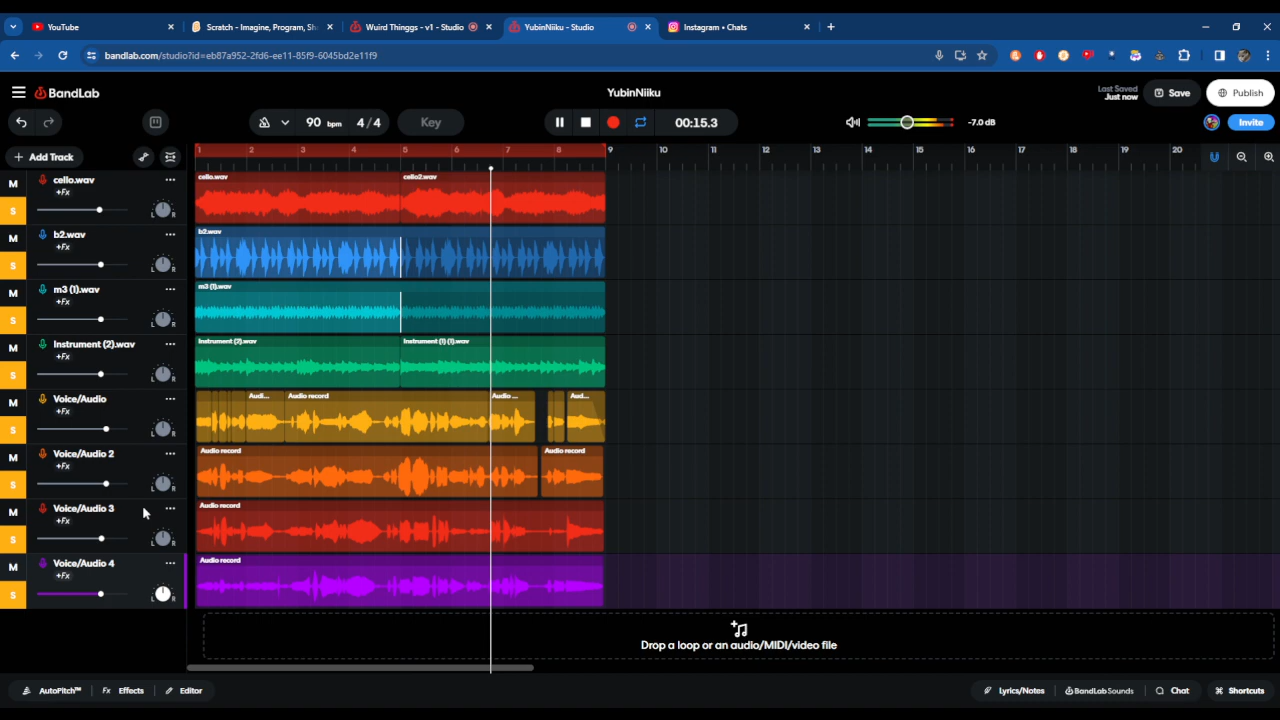 YouTube
Scratch - Imagine, Program, Sh
Wuird Thinggs - v1 - Studio
YubinNiiku - Studio
Instagram • Chats
bandlab.com/studio?id=eb87a952-2fd6-ee11-85f9-6045bd2e11f9
BandLab
YubinNiiku
Last Saved
Just now
Save
Publish
90 bpm
4/4
Key
00:15.3
-7.0 dB
Invite
Add Track
1 2 3 4 5 6 7 8 9 10 11 12 13 14 15 16 17 18 19 20
M
cello.wav
+Fx
S
L R
cello.wav
cello2.wav
M
b2.wav
+Fx
S
L R
b2.wav
M
m3 (1).wav
+Fx
S
L R
m3 (1).wav
M
Instrument (2).wav
+Fx
S
L R
Instrument (2).wav
Instrument (1) (1).wav
M
Voice/Audio
+Fx
S
L R
Audi...
Audio record
Audio ...
Aud...
M
Voice/Audio 2
+Fx
S
L R
Audio record
Audio record
M
Voice/Audio 3
+Fx
S
L R
Audio record
M
Voice/Audio 4
+Fx
S
L R
Audio record
Drop a loop or an audio/MIDI/video file
AutoPitch™
Fx Effects
Editor
Lyrics/Notes
BandLab Sounds
Chat
Shortcuts